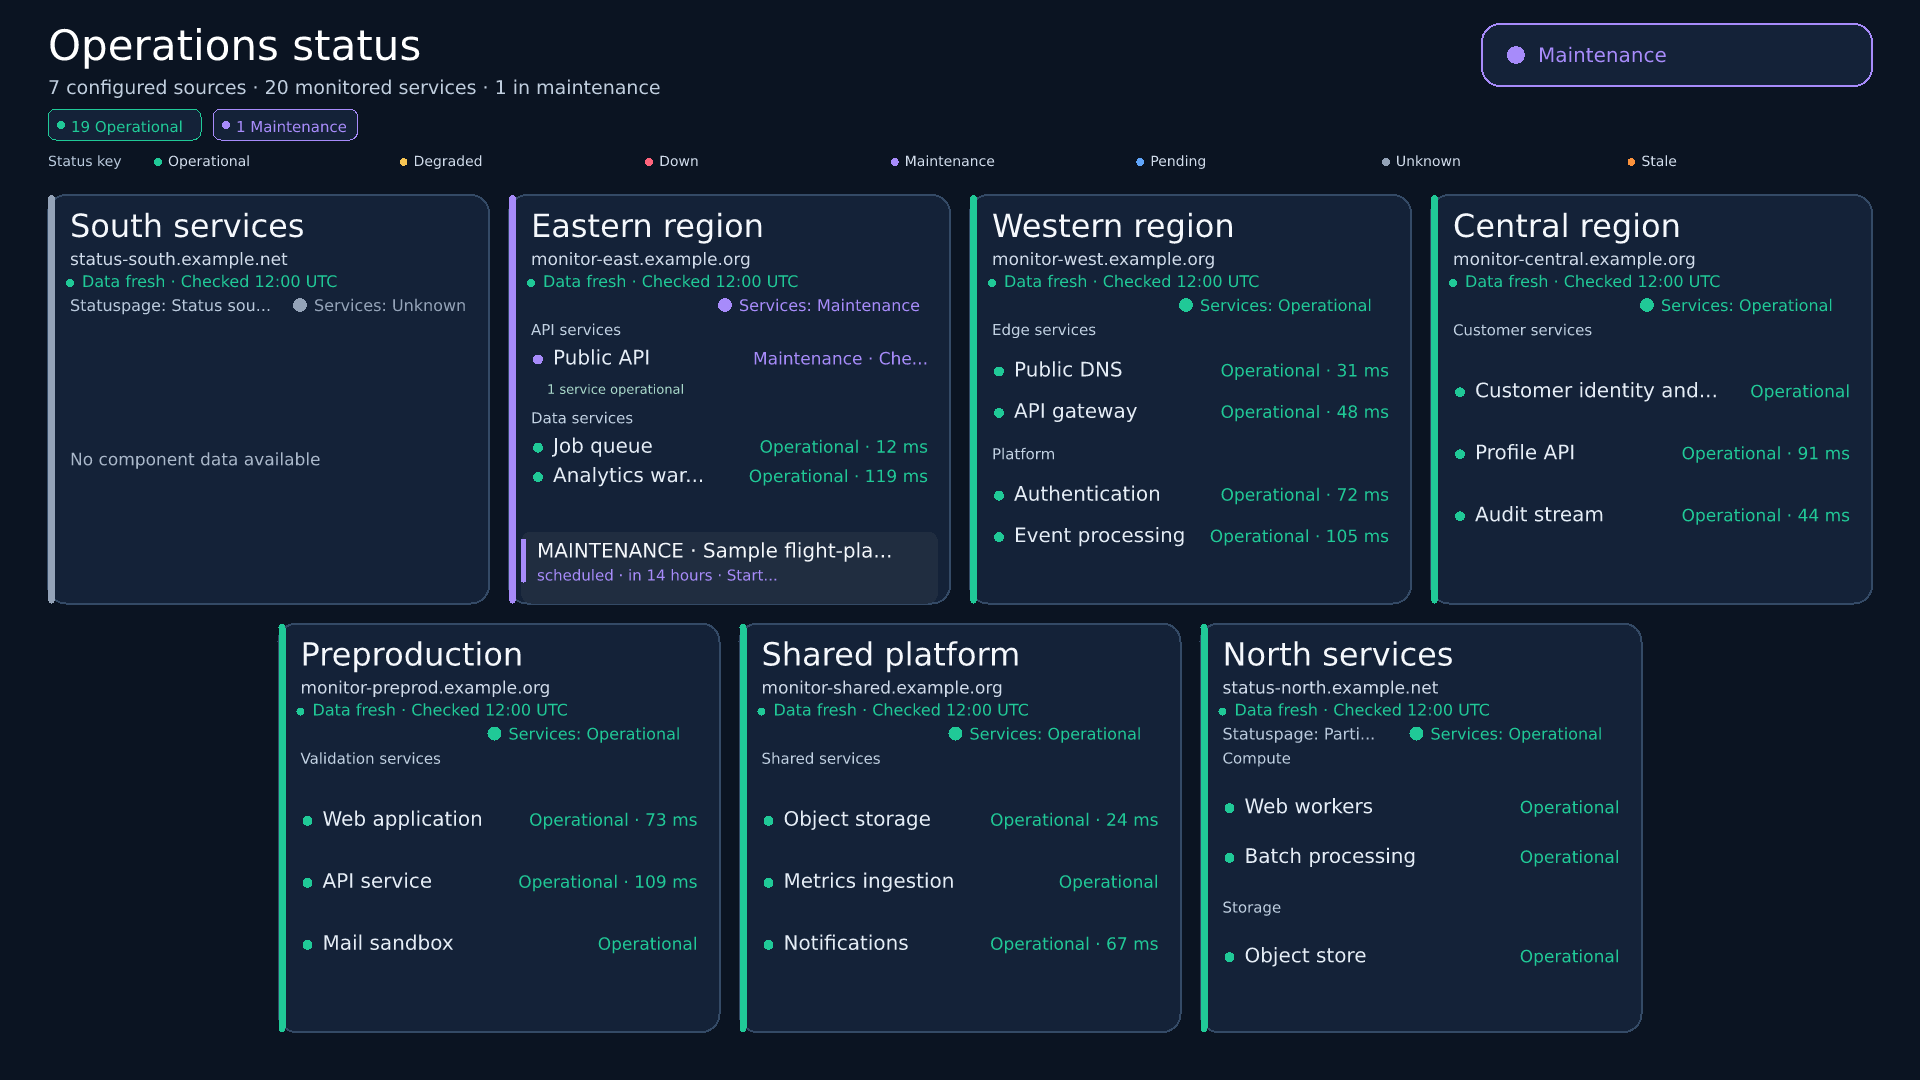 Operations status
7 configured sources · 20 monitored services · 1 in maintenance
Maintenance
19 Operational
1 Maintenance
Status key
Operational
Degraded
Down
Maintenance
Pending
Unknown
Stale
South services
status-south.example.net
Data fresh · Checked 12:00 UTC
Statuspage: Status sou...
Services: Unknown
No component data available
Eastern region
monitor-east.example.org
Data fresh · Checked 12:00 UTC
Services: Maintenance
API services
Public API
Maintenance · Che...
1 service operational
Data services
Job queue
Operational · 12 ms
Analytics war...
Operational · 119 ms
MAINTENANCE · Sample flight-pla...
scheduled · in 14 hours · Start...
Western region
monitor-west.example.org
Data fresh · Checked 12:00 UTC
Services: Operational
Edge services
Public DNS
Operational · 31 ms
API gateway
Operational · 48 ms
Platform
Authentication
Operational · 72 ms
Event processing
Operational · 105 ms
Central region
monitor-central.example.org
Data fresh · Checked 12:00 UTC
Services: Operational
Customer services
Customer identity and...
Operational
Profile API
Operational · 91 ms
Audit stream
Operational · 44 ms
Preproduction
monitor-preprod.example.org
Data fresh · Checked 12:00 UTC
Services: Operational
Validation services
Web application
Operational · 73 ms
API service
Operational · 109 ms
Mail sandbox
Operational
Shared platform
monitor-shared.example.org
Data fresh · Checked 12:00 UTC
Services: Operational
Shared services
Object storage
Operational · 24 ms
Metrics ingestion
Operational
Notifications
Operational · 67 ms
North services
status-north.example.net
Data fresh · Checked 12:00 UTC
Statuspage: Parti...
Services: Operational
Compute
Web workers
Operational
Batch processing
Operational
Storage
Object store
Operational